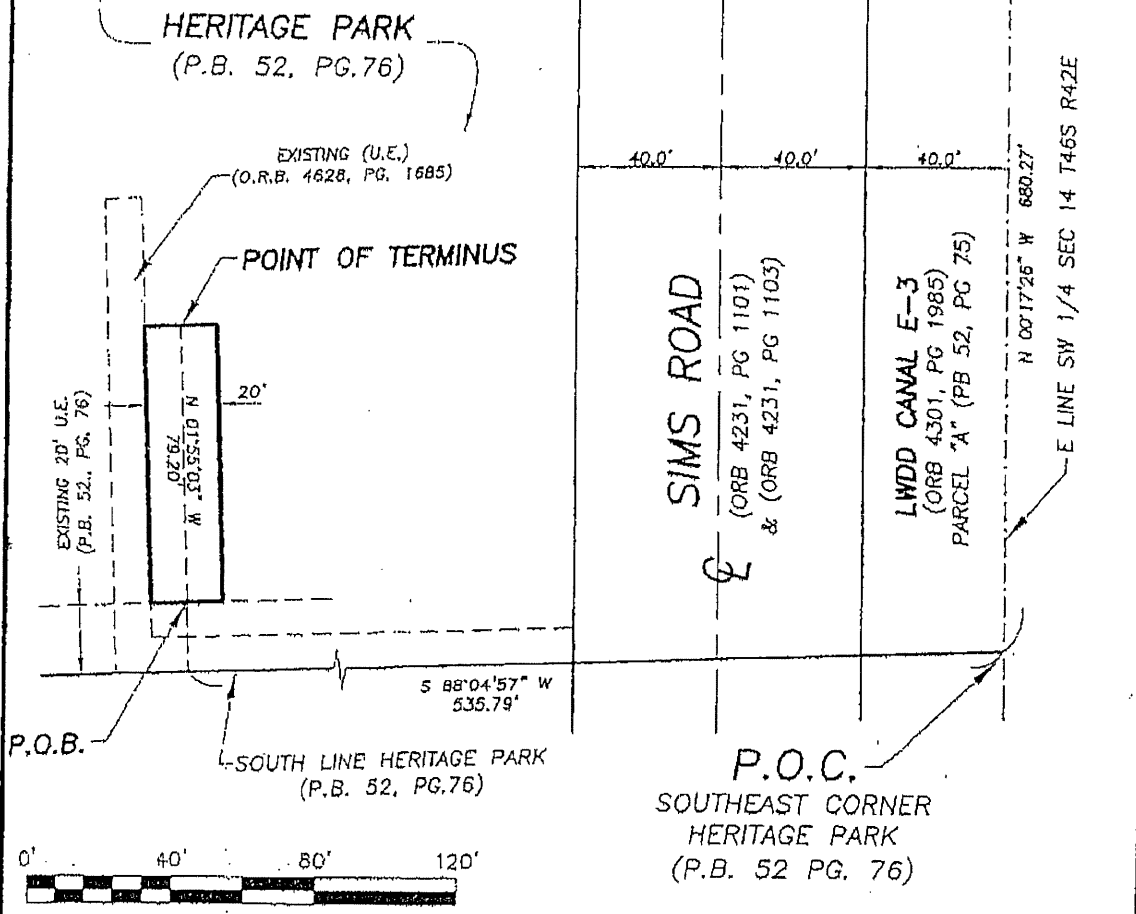 HERITAGE PARK
(P.B. 52, PG.76)
EXISTING (U.E.)
(O.R.B. 4628, PG. 1685)
POINT OF TERMINUS
20'
EXISTING 20' U.E.
(P.B. 52., PG. 76)
N 01°55'03" W
79.20'
40.0'
40.0'
40.0'
SIMS ROAD
(ORB 4231, PG 1101)
& (ORB 4231, PG 1103)
LWDD CANAL E-3
(ORB 4301, PG 1985)
PARCEL "A" (PB 52, PG 75)
N 00°17'26" W 680.27'
E LINE SW 1/4 SEC 14 T46S R42E
S 88°04'57" W
535.79'
P.O.B.
SOUTH LINE HERITAGE PARK
(P.B. 52, PG.76)
P.O.C.
SOUTHEAST CORNER
HERITAGE PARK
(P.B. 52 PG. 76)
0' 40' 80' 120'